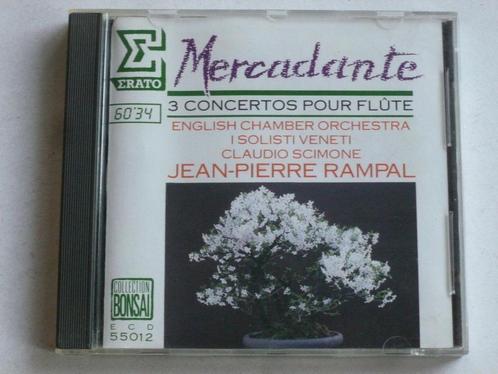 ERATO
Mercadante
60'34
3 CONCERTOS POUR FLÛTE
ENGLISH CHAMBER ORCHESTRA
I SOLISTI VENETI
CLAUDIO SCIMONE
JEAN-PIERRE RAMPAL
COLLECTION
BONSAI
ECD
55012